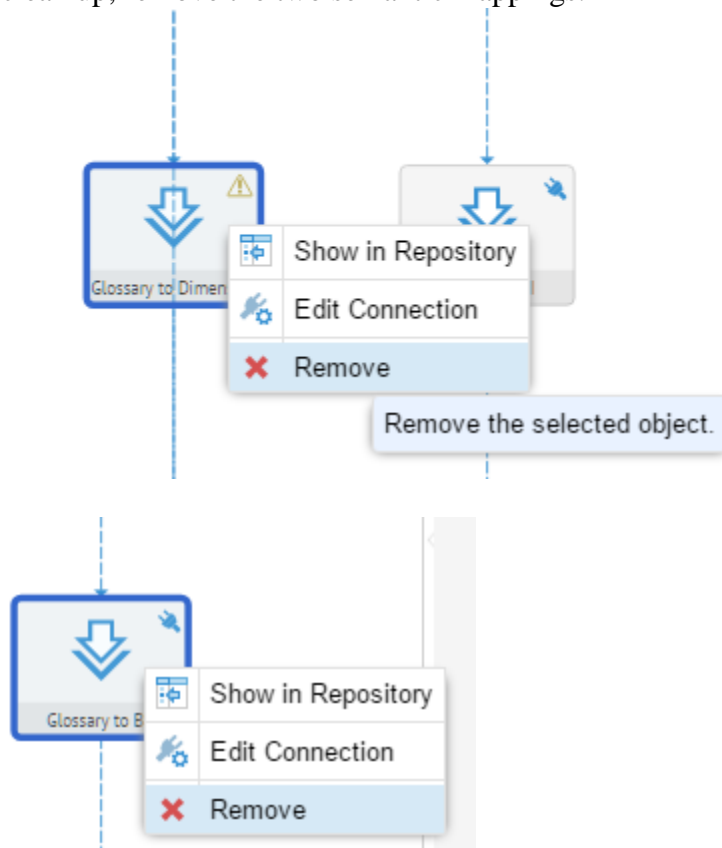 Glossary to Dimen
Show in Repository
Edit Connection
Remove
Remove the selected object.
Glossary to B
Show in Repository
Edit Connection
Remove